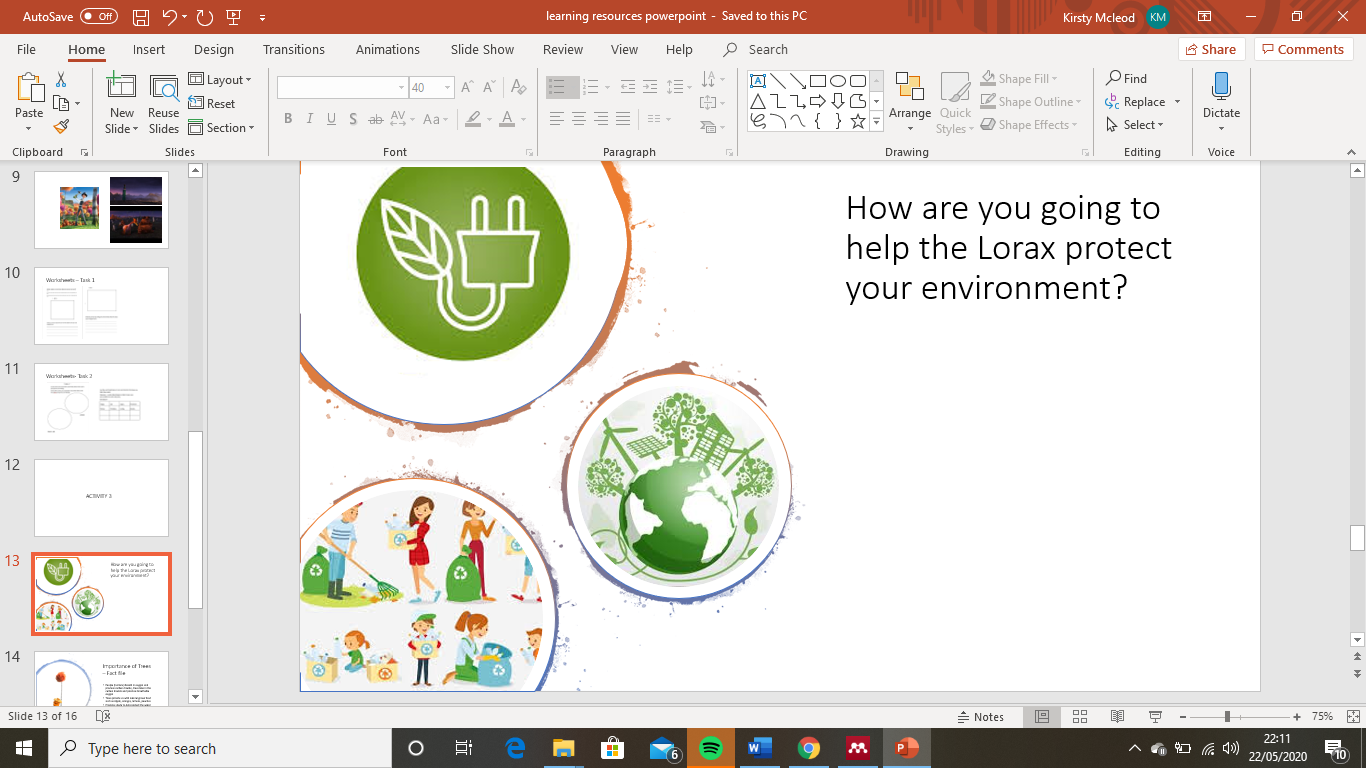 AutoSave Off
learning resources powerpoint - Saved to this PC
Kirsty Mcleod KM
File Home Insert Design Transitions Animations Slide Show Review View Help Search
Share Comments
Paste
New Slide
Reuse Slides
Layout
Reset
Section
40
B I U S ab AV Aa A
Arrange
Quick Styles
Shape Fill
Shape Outline
Shape Effects
Find
Replace
Select
Dictate
Clipboard Slides Font Paragraph Drawing Editing Voice
9
10
Worksheets – Task 1
11
Worksheets- Task 2
12
ACTIVITY 3
13
How are you going to
help the Lorax protect
your environment?
14
Importance of Trees
– Fact file
How are you going to
help the Lorax protect
your environment?
Slide 13 of 16
Notes
75%
Type here to search
6
22:11
22/05/2020
10